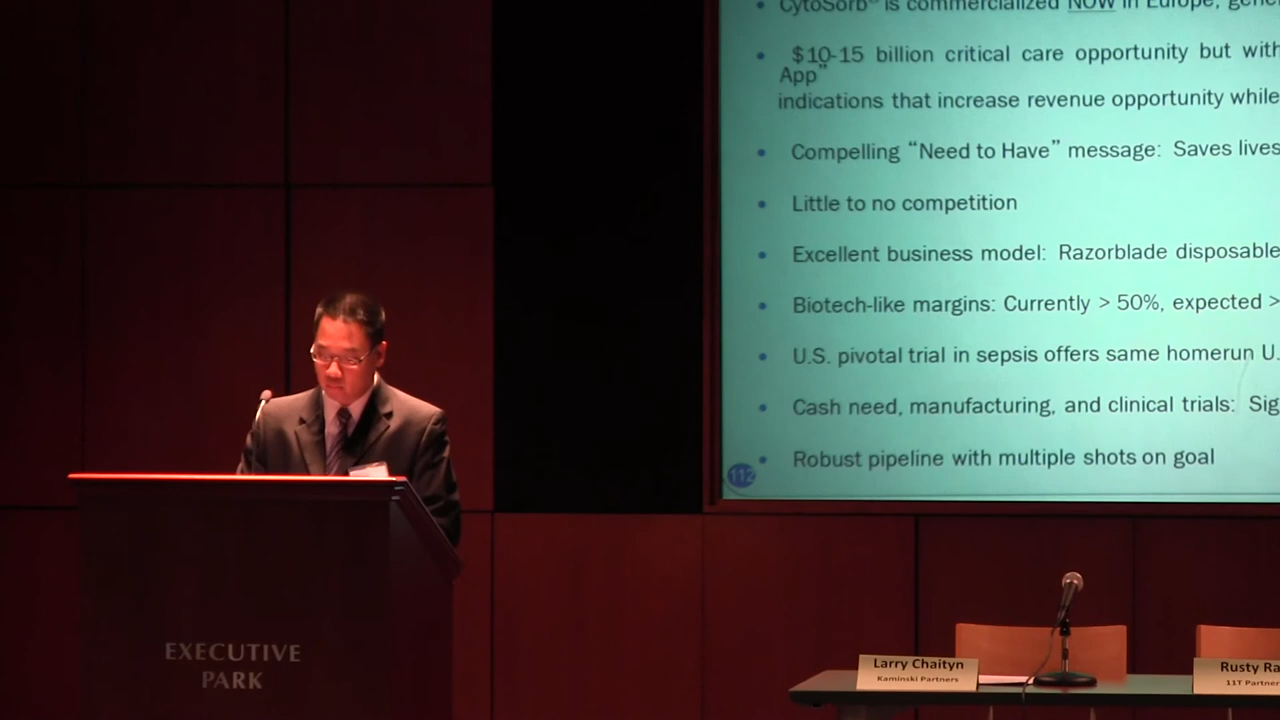 CytoSorb® is commercialized NOW in Europe,
$10-15 billion critical care opportunity but with
App"
indications that increase revenue opportunity while
Compelling “Need to Have” message: Saves lives
Little to no competition
Excellent business model: Razorblade disposable
Biotech-like margins: Currently > 50%, expected >
U.S. pivotal trial in sepsis offers same homerun U.
Cash need, manufacturing, and clinical trials: Sig
Robust pipeline with multiple shots on goal
112
EXECUTIVE
PARK
Larry Chaityn
Kaminski Partners
Rusty Ra
11T Partner